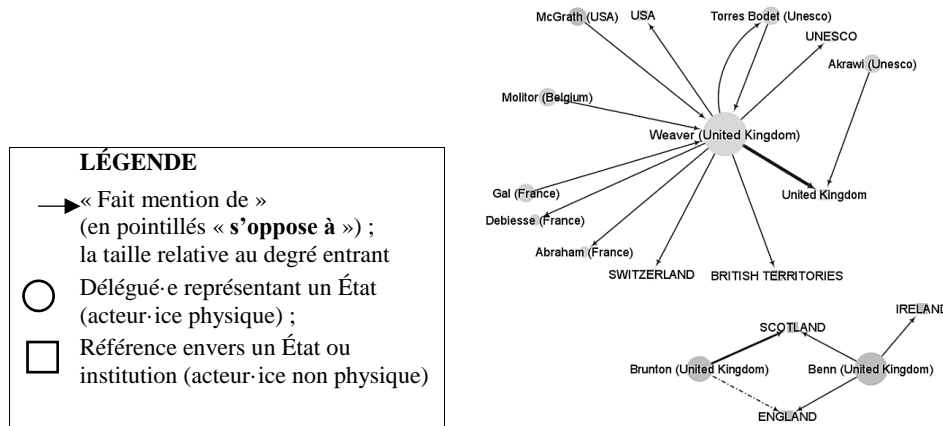 McGrath (USA)
USA
Torres Bodet (Unesco)
UNESCO
Akrawi (Unesco)
Molitor (Belgium)
Weaver (United Kingdom)
Gal (France)
United Kingdom
Debiesse (France)
Abraham (France)
SWITZERLAND
BRITISH TERRITORIES
IRELAND
SCOTLAND
Brunton (United Kingdom)
Benn (United Kingdom)
ENGLAND
LÉGENDE
« Fait mention de »
(en pointillés « s'oppose à ») ;
la taille relative au degré entrant
Délégué·e représentant un État
(acteur·ice physique) ;
Référence envers un État ou
institution (acteur·ice non physique)